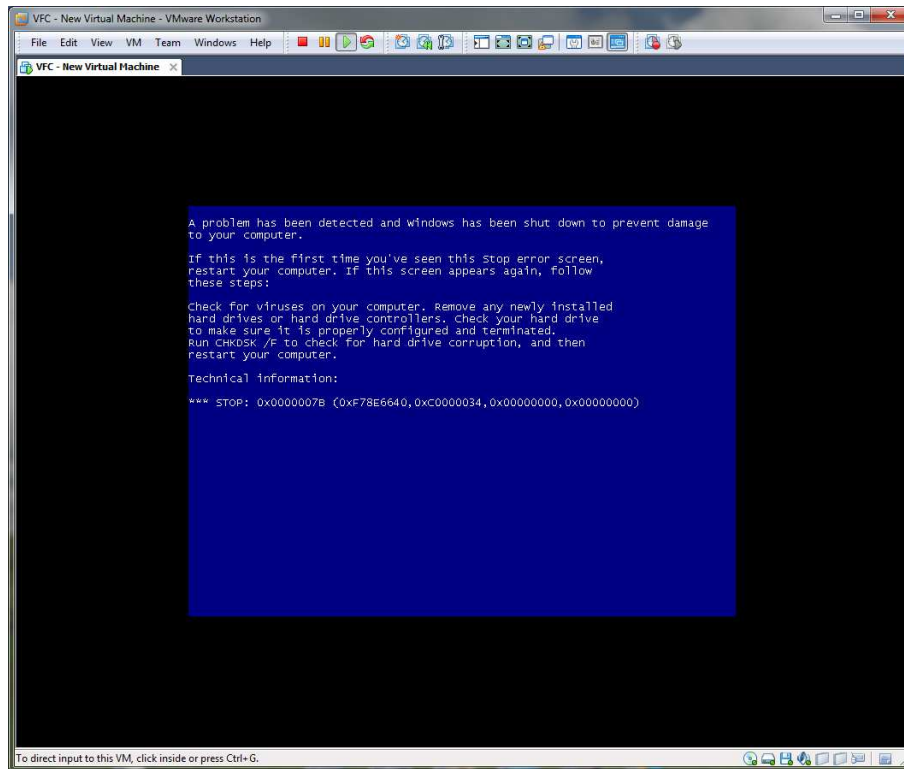 VFC - New Virtual Machine - VMware Workstation
File Edit View VM Team Windows Help
VFC - New Virtual Machine
A problem has been detected and Windows has been shut down to prevent damage
to your computer.
If this is the first time you've seen this Stop error screen,
restart your computer. If this screen appears again, follow
these steps:
Check for viruses on your computer. Remove any newly installed
hard drives or hard drive controllers. Check your hard drive
to make sure it is properly configured and terminated.
Run CHKDSK /F to check for hard drive corruption, and then
restart your computer.
Technical information:
*** STOP: 0x0000007B (0xF78E6640,0xC0000034,0x00000000,0x00000000)
To direct input to this VM, click inside or press Ctrl+G.